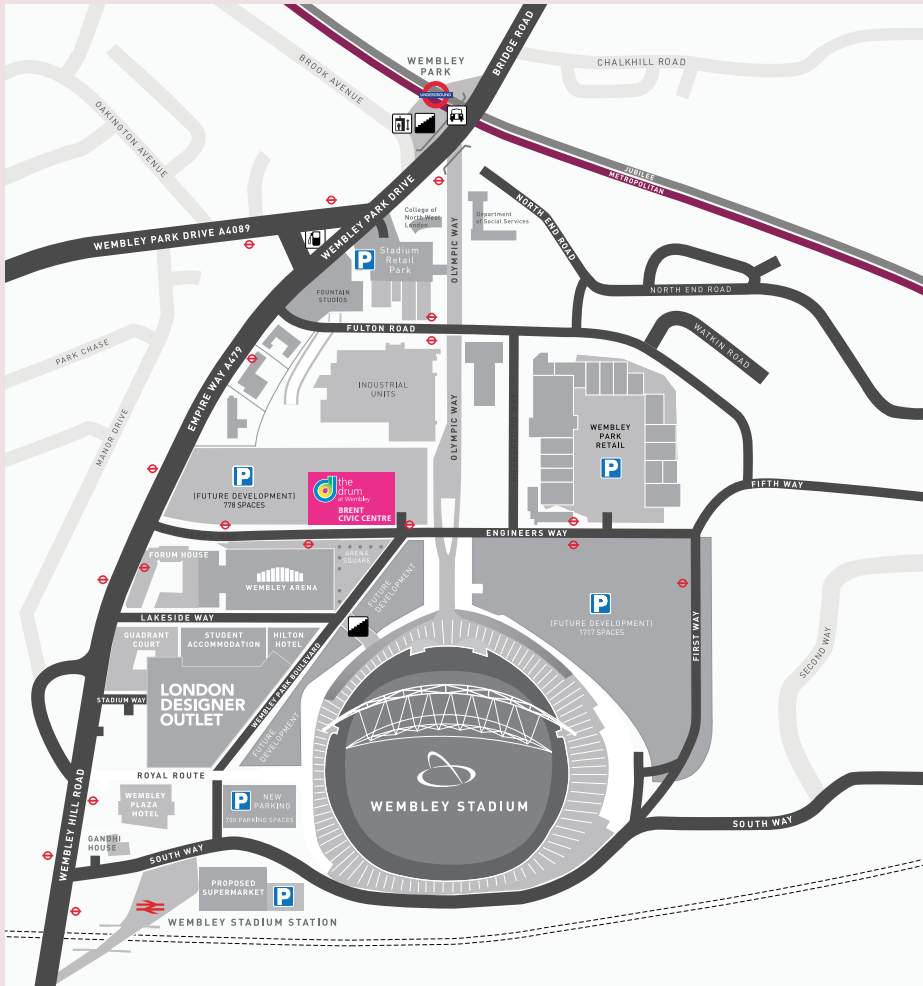 BRIDGE ROAD
WEMBLEY
PARK
UNDERGROUND
CHALKHILL ROAD
BROOK AVENUE
OAKINGTON AVENUE
JUBILEE
METROPOLITAN
WEMBLEY PARK DRIVE
WEMBLEY PARK DRIVE A4089
College of
North West
London
Department
of Social Services
OLYMPIC WAY
NORTH END ROAD
P
Stadium
Retail
Park
NORTH END ROAD
FOUNTAIN
STUDIOS
FULTON ROAD
WATKIN ROAD
PARK CHASE
EMPIRE WAY A479
INDUSTRIAL
UNITS
OLYMPIC WAY
MANOR DRIVE
WEMBLEY
PARK
RETAIL
P
P
(FUTURE DEVELOPMENT)
778 SPACES
d
the
drum
at Wembley
BRENT
CIVIC CENTRE
FIFTH WAY
ENGINEERS WAY
FORUM HOUSE
ARENA
SQUARE
WEMBLEY ARENA
FUTURE
DEVELOPMENT
P
(FUTURE DEVELOPMENT)
1717 SPACES
FIRST WAY
SECOND WAY
LAKESIDE WAY
QUADRANT
COURT
STUDENT
ACCOMMODATION
HILTON
HOTEL
WEMBLEY PARK BOULEVARD
STADIUM WAY
LONDON
DESIGNER
OUTLET
FUTURE
DEVELOPMENT
ROYAL ROUTE
WEMBLEY
PLAZA
HOTEL
P
NEW
PARKING
700 PARKING SPACES
WEMBLEY STADIUM
WEMBLEY HILL ROAD
GANDHI
HOUSE
SOUTH WAY
SOUTH WAY
PROPOSED
SUPERMARKET
P
WEMBLEY STADIUM STATION